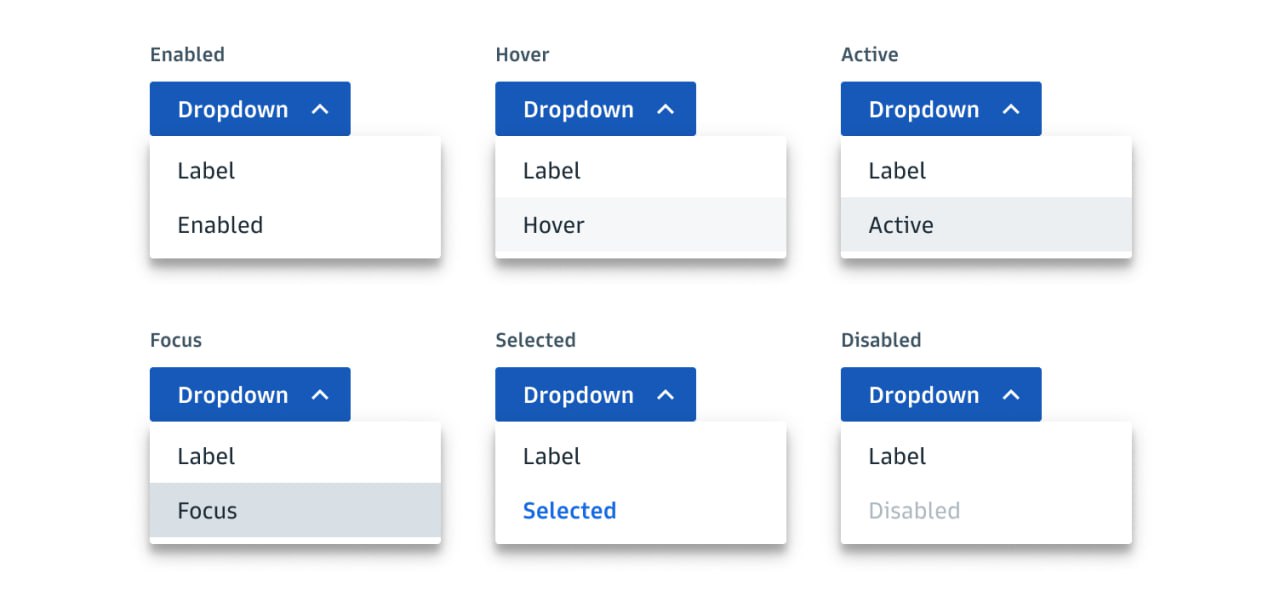 Enabled
Dropdown
Label
Enabled
Hover
Dropdown
Label
Hover
Active
Dropdown
Label
Active
Focus
Dropdown
Label
Focus
Selected
Dropdown
Label
Selected
Disabled
Dropdown
Label
Disabled